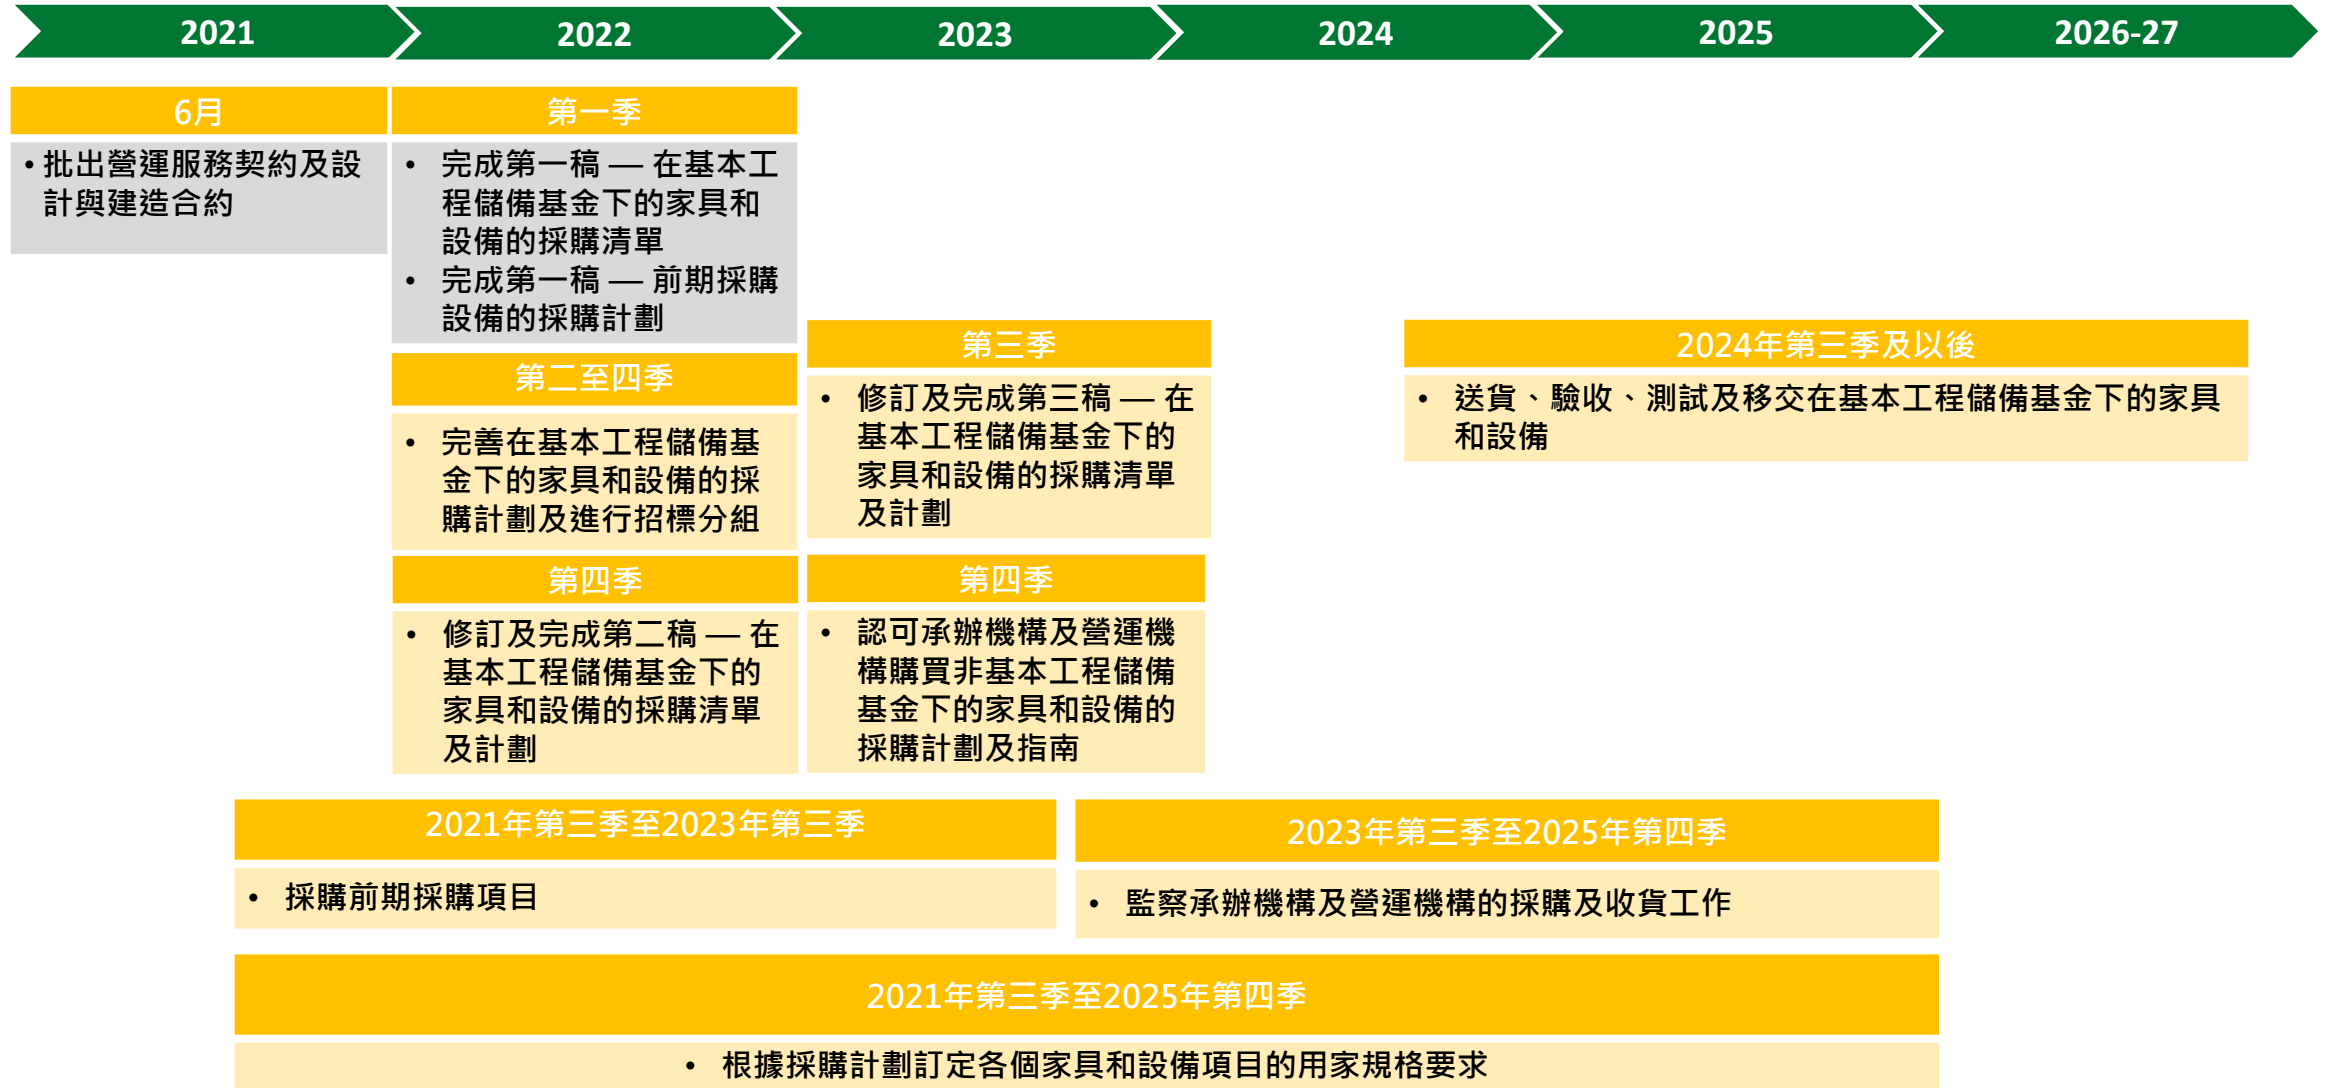 2021
2022
2023
2024
2025
2026-27
6月
• 批出營運服務契約及設
計與建造合約
第一季
• 完成第一稿 — 在基本工
程儲備基金下的家具和
設備的採購清單
• 完成第一稿 — 前期採購
設備的採購計劃
第二至四季
• 完善在基本工程儲備基
金下的家具和設備的採
購計劃及進行招標分組
第四季
• 修訂及完成第二稿 — 在
基本工程儲備基金下的
家具和設備的採購清單
及計劃
第三季
• 修訂及完成第三稿 — 在
基本工程儲備基金下的
家具和設備的採購清單
及計劃
第四季
• 認可承辦機構及營運機
構購買非基本工程儲備
基金下的家具和設備的
採購計劃及指南
2024年第三季及以後
• 送貨、驗收、測試及移交在基本工程儲備基金下的家具
和設備
2021年第三季至2023年第三季
• 採購前期採購項目
2023年第三季至2025年第四季
• 監察承辦機構及營運機構的採購及收貨工作
2021年第三季至2025年第四季
• 根據採購計劃訂定各個家具和設備項目的用家規格要求